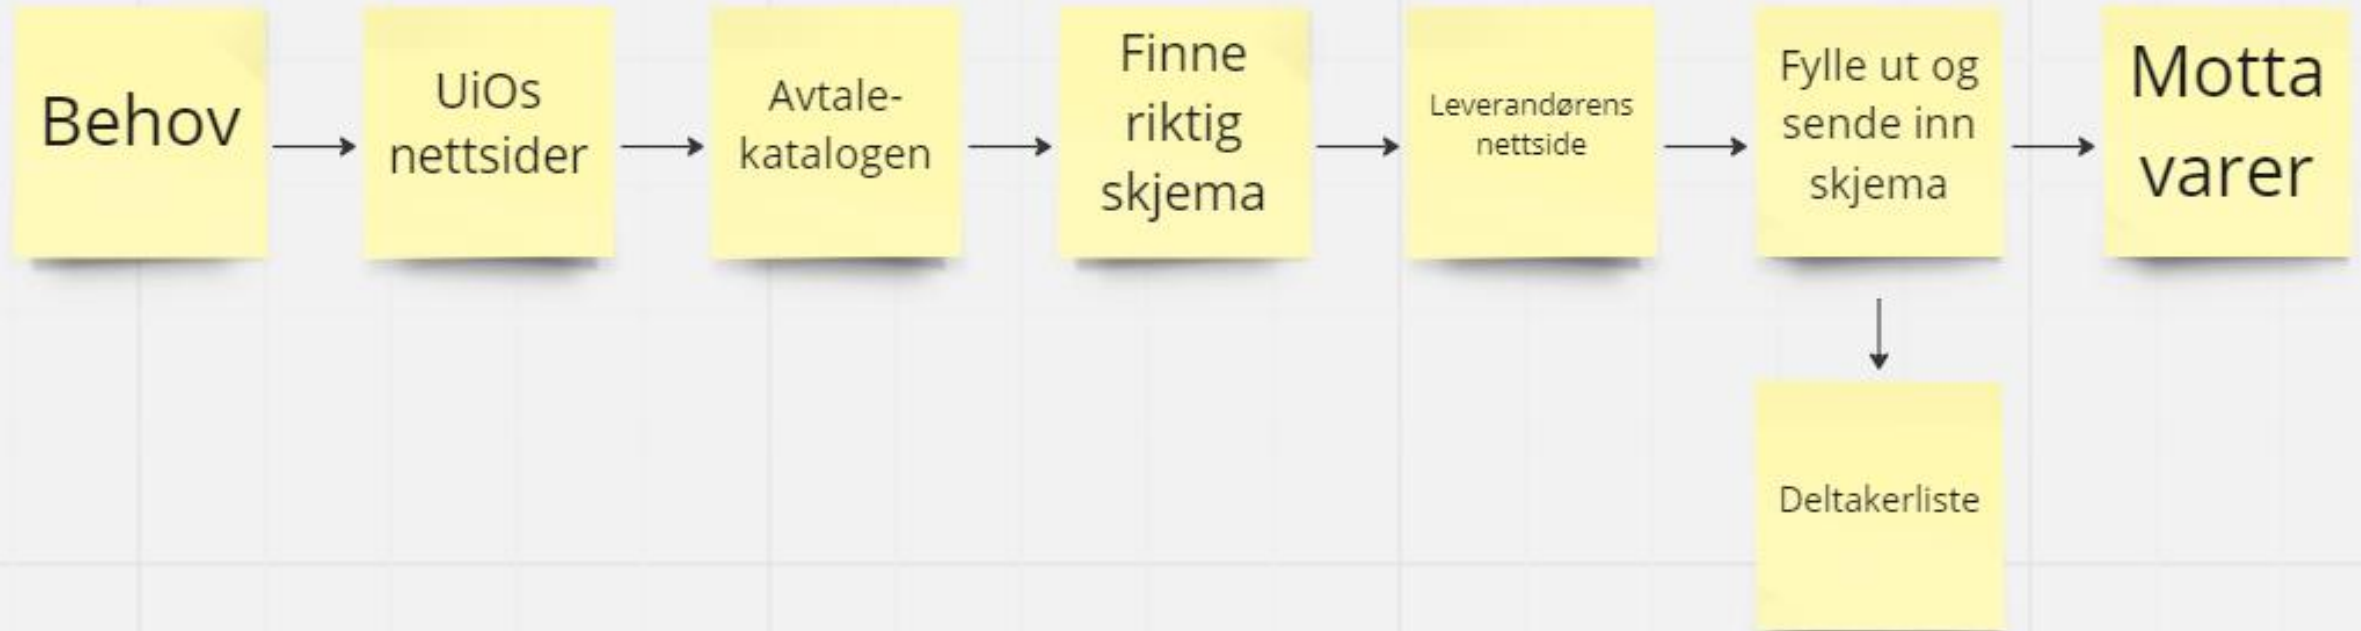 Behov
UiOs
nettsider
Avtale-
katalogen
Finne
riktig
skjema
Leverandørens
nettside
Fylle ut og
sende inn
skjema
Motta
varer
Deltakerliste